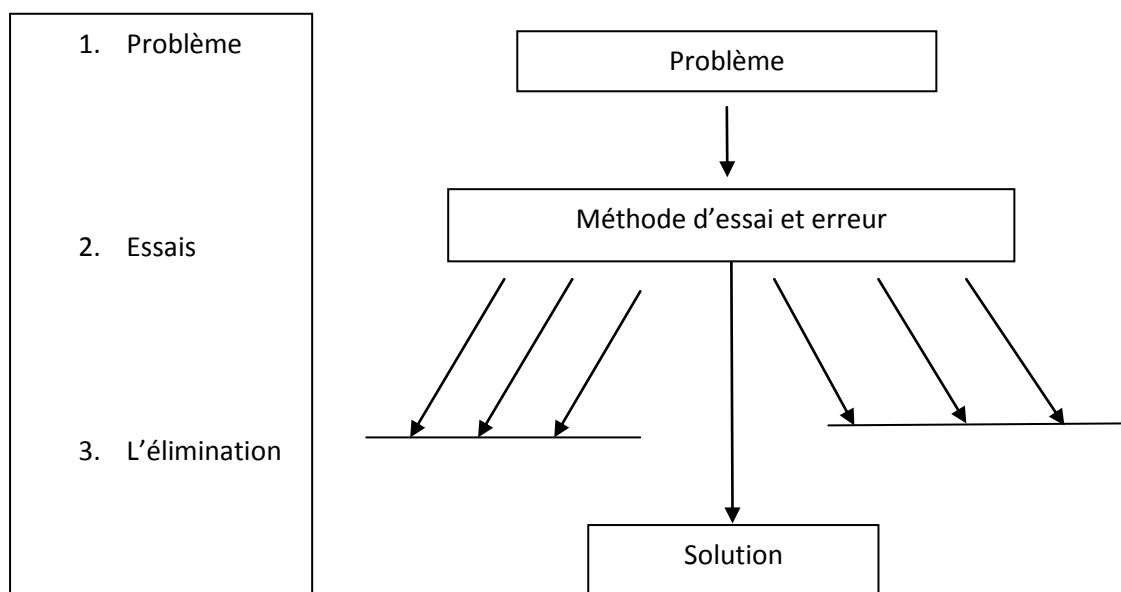 1. Problème
2. Essais
3. L'élimination
Problème
Méthode d'essai et erreur
Solution